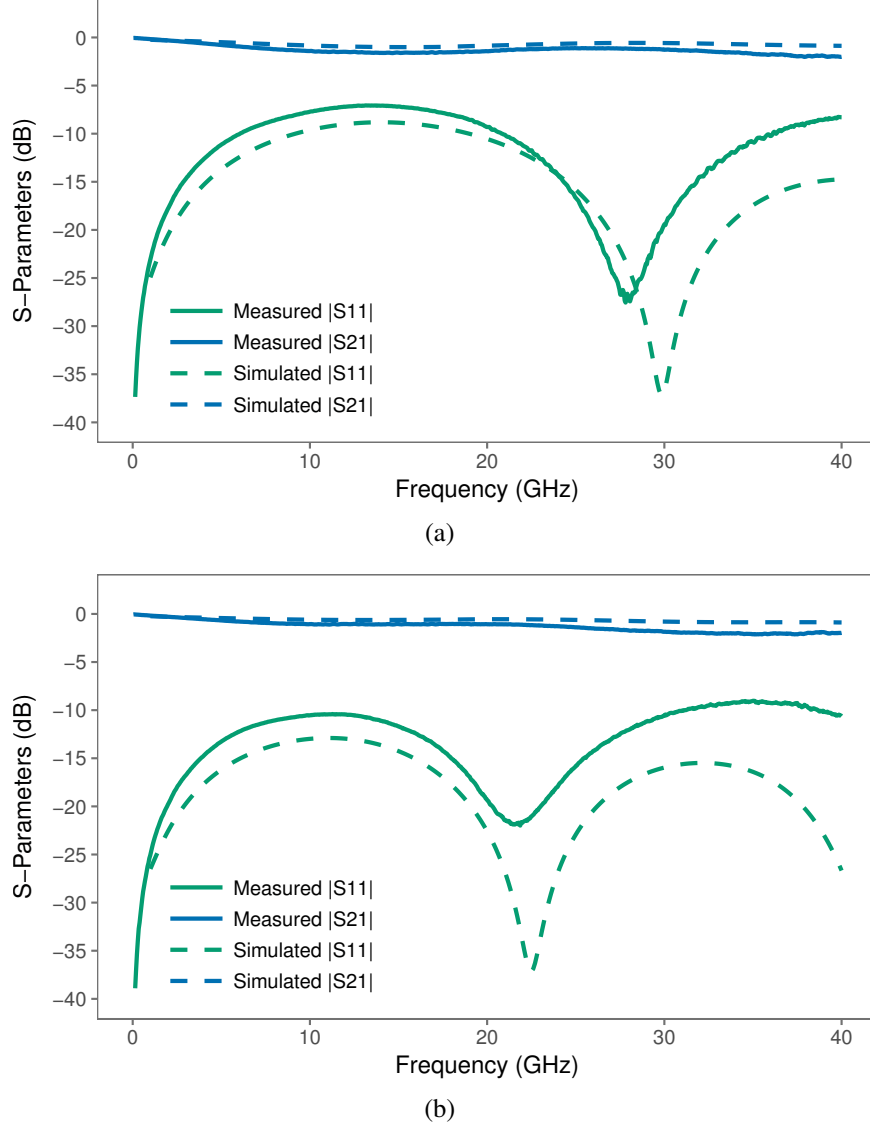 0
−5
−10
−15
−20
−25
−30
−35
−40
S−Parameters (dB)
Measured |S11|
Measured |S21|
Simulated |S11|
Simulated |S21|
0 10 20 30 40
Frequency (GHz)
(a)
0
−5
−10
−15
−20
−25
−30
−35
−40
S−Parameters (dB)
Measured |S11|
Measured |S21|
Simulated |S11|
Simulated |S21|
0 10 20 30 40
Frequency (GHz)
(b)